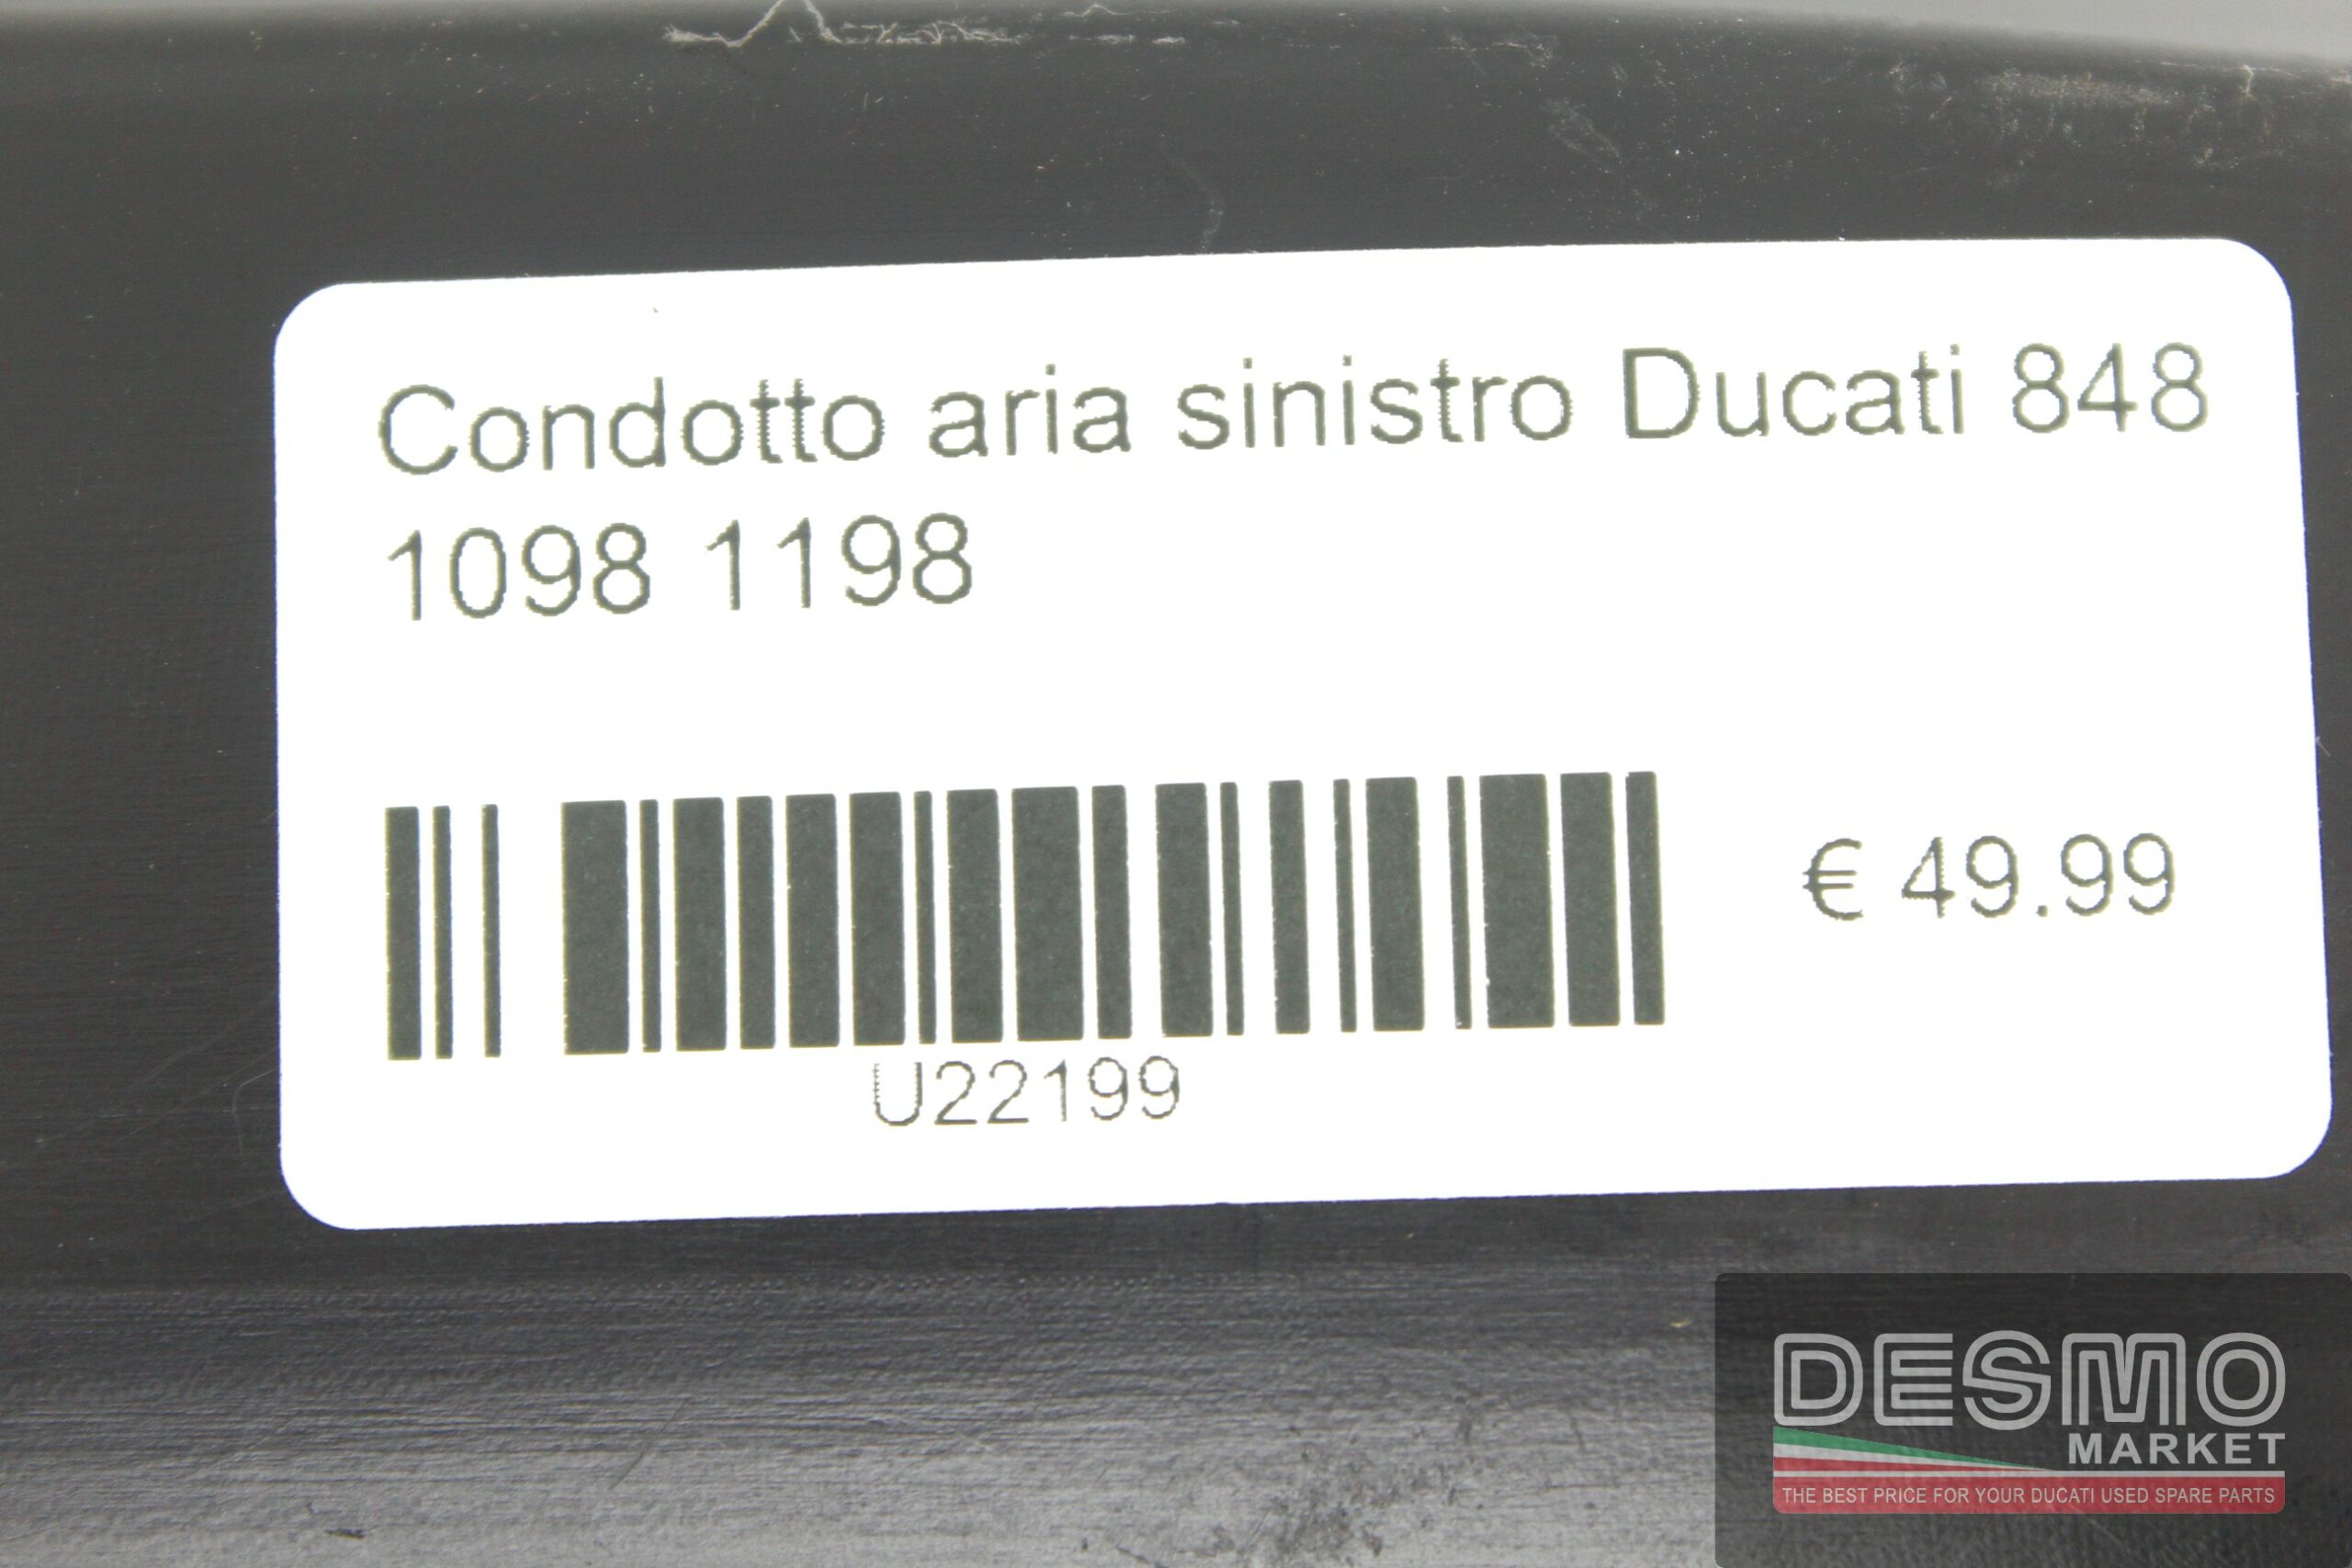 Condotto aria sinistro Ducati 848
1098 1198
€ 49.99
U22199
DESMO
MARKET
THE BEST PRICE FOR YOUR DUCATI USED SPARE PARTS